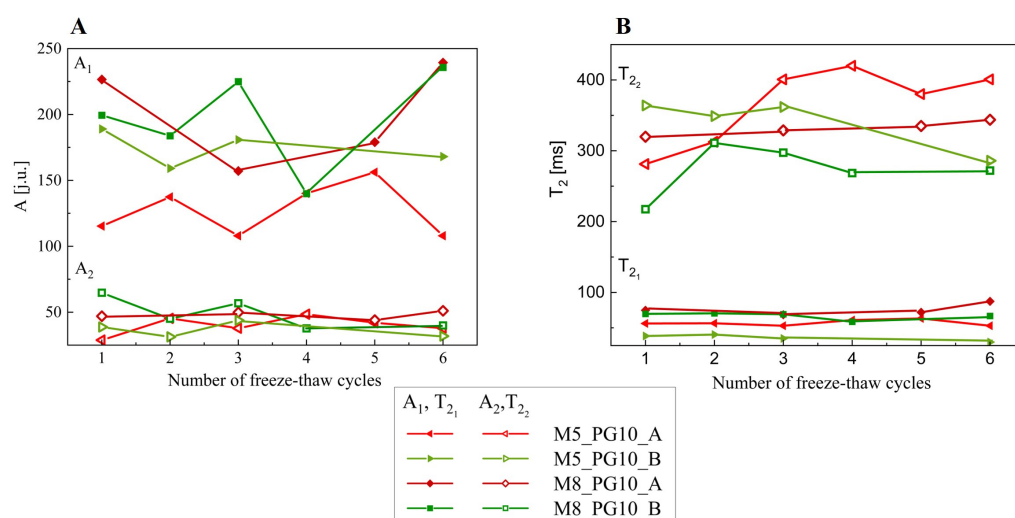 A
A [j.u.]
250
200
150
100
50
A₁
A₂
1 2 3 4 5 6
Number of freeze-thaw cycles
B
T₂ [ms]
400
300
200
100
T₂₂
T₂₁
1 2 3 4 5 6
Number of freeze-thaw cycles
A₁, T₂₁ A₂,T₂₂
M5_PG10_A
M5_PG10_B
M8_PG10_A
M8_PG10_B